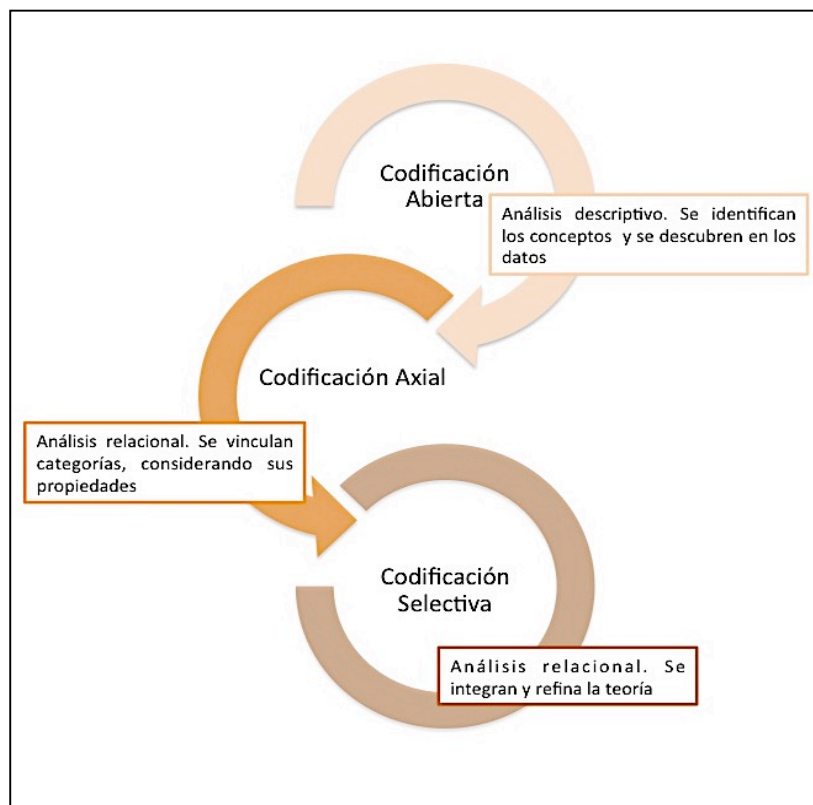 Codificación
Abierta
Análisis descriptivo. Se identifican
los conceptos y se descubren en los
datos
Codificación Axial
Análisis relacional. Se vinculan
categorías, considerando sus
propiedades
Codificación
Selectiva
Análisis relacional. Se
integran y refina la teoría